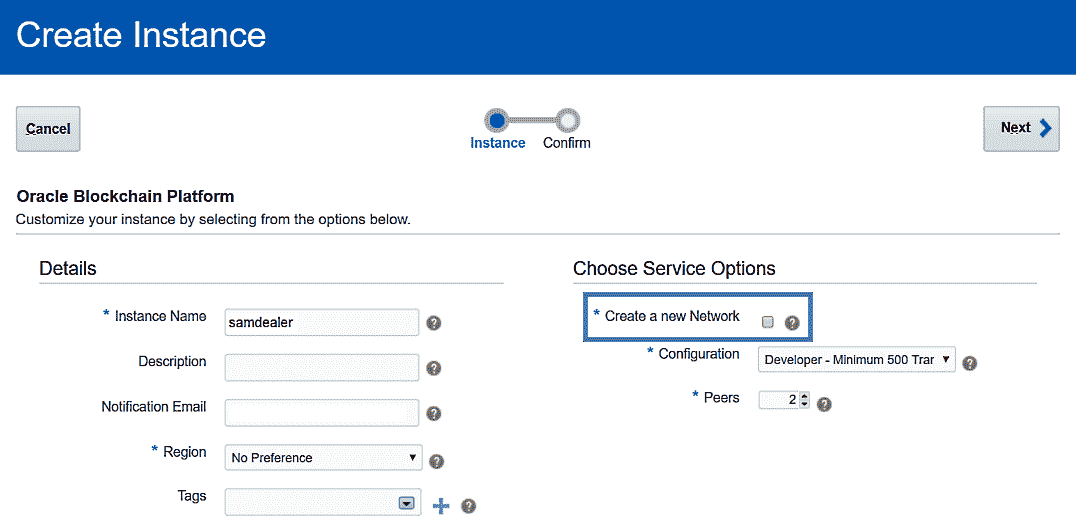 Create Instance
Cancel
Instance
Confirm
Next
Oracle Blockchain Platform
Customize your instance by selecting from the options below.
Details
* Instance Name
samdealer
?
Description
?
Notification Email
?
* Region
No Preference
?
Tags
?
Choose Service Options
* Create a new Network
?
* Configuration
Developer - Minimum 500 Tran
?
* Peers
2
?